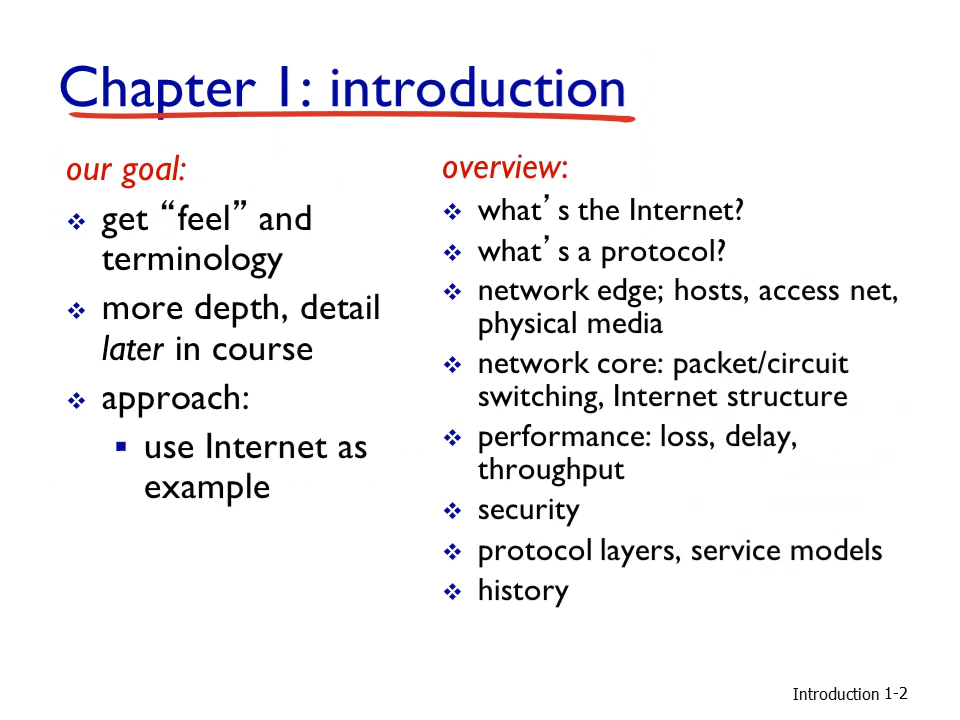 Chapter 1: introduction
our goal:
❖ get “feel” and
terminology
❖ more depth, detail
later in course
❖ approach:
▪ use Internet as
example
overview:
❖ what’s the Internet?
❖ what’s a protocol?
❖ network edge; hosts, access net,
physical media
❖ network core: packet/circuit
switching, Internet structure
❖ performance: loss, delay,
throughput
❖ security
❖ protocol layers, service models
❖ history
Introduction 1-2